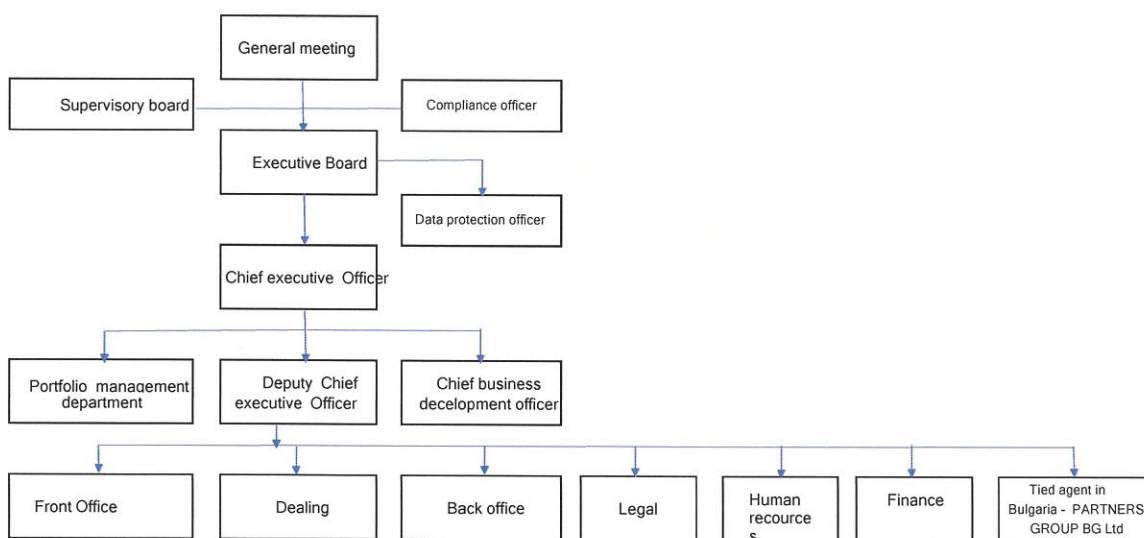 General meeting
Supervisory board
Compliance officer
Executive Board
Data protection officer
Chief executive Officer
Portfolio management
department
Deputy Chief
executive Officer
Chief business
decelopment officer
Front Office
Dealing
Back office
Legal
Human
recource
s
Finance
Tied agent in
Bulgaria - PARTNERS
GROUP BG Ltd